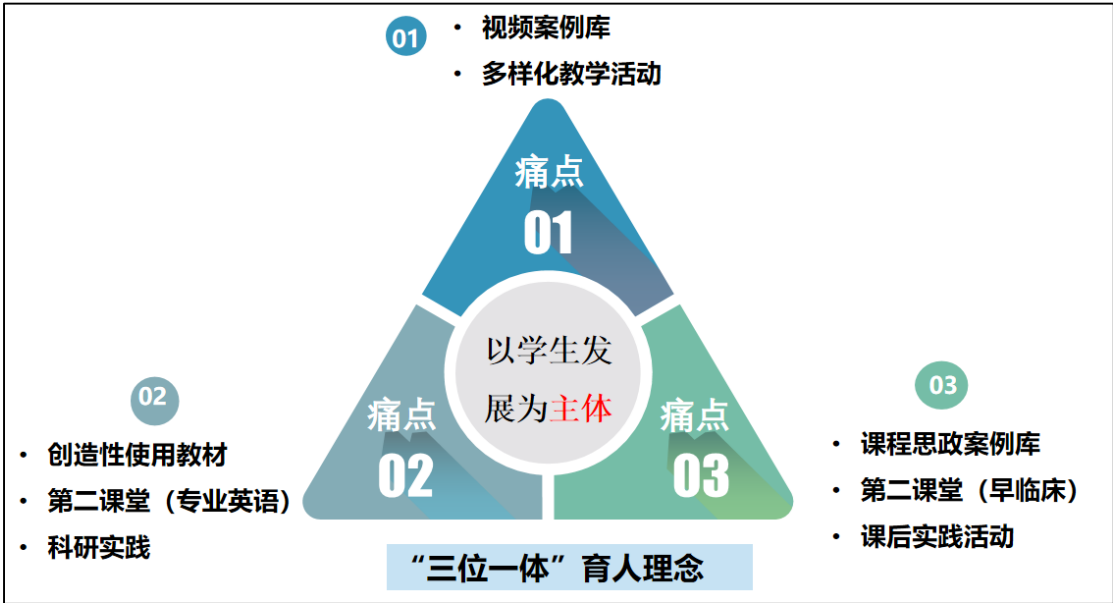 01
• 视频案例库
• 多样化教学活动
痛点
01
以学生发
展为主体
02
• 创造性使用教材
• 第二课堂（专业英语）
• 科研实践
痛点
02
03
• 课程思政案例库
• 第二课堂（早临床）
• 课后实践活动
痛点
03
“三位一体”育人理念